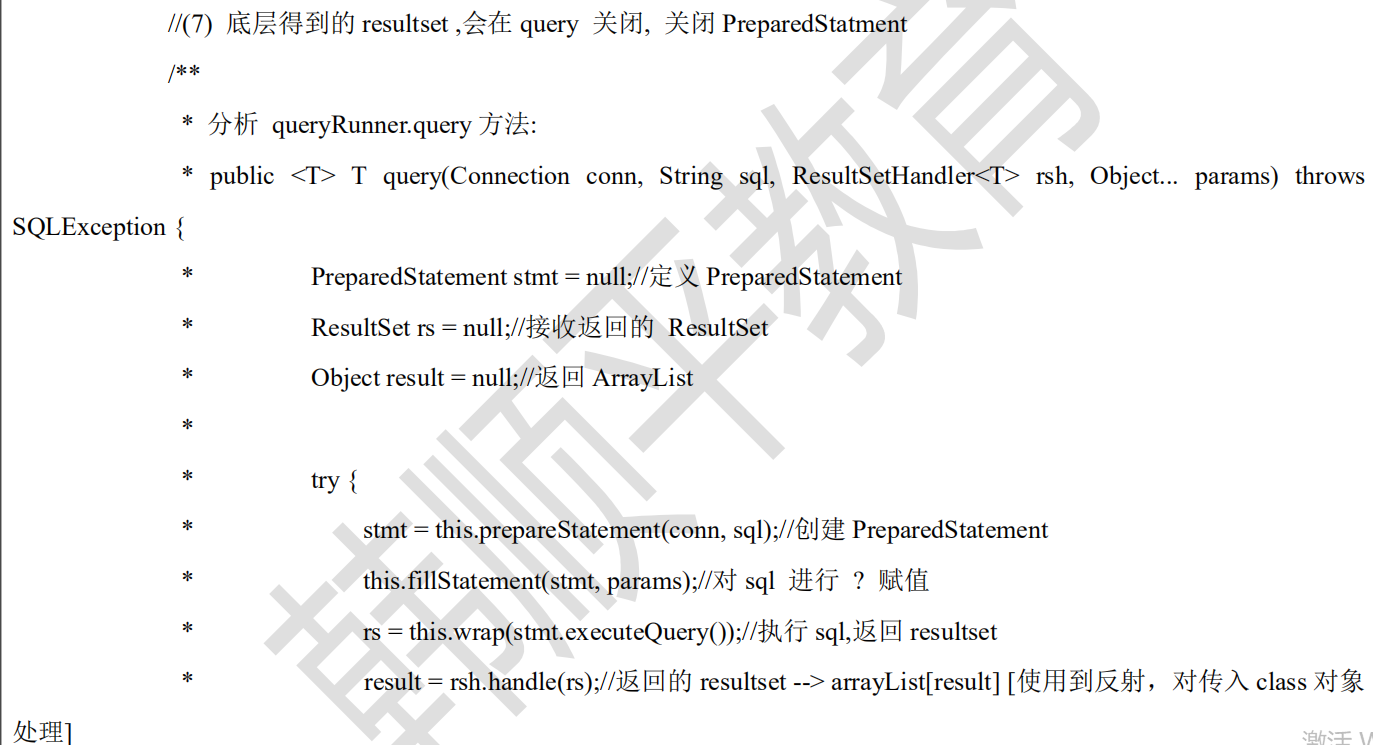 //(7) 底层得到的 resultset ,会在 query 关闭, 关闭 PreparedStatment
/**
* 分析 queryRunner.query 方法:
* public <T> T query(Connection conn, String sql, ResultSetHandler<T> rsh, Object... params) throws
SQLException {
* PreparedStatement stmt = null;//定义 PreparedStatement
* ResultSet rs = null;//接收返回的 ResultSet
* Object result = null;//返回 ArrayList
*
* try {
* stmt = this.prepareStatement(conn, sql);//创建 PreparedStatement
* this.fillStatement(stmt, params);//对 sql 进行 ? 赋值
* rs = this.wrap(stmt.executeQuery());//执行 sql,返回 resultset
* result = rsh.handle(rs);//返回的 resultset --> arrayList[result] [使用到反射，对传入 class 对象
处理]
韩顺平教育
激活 W